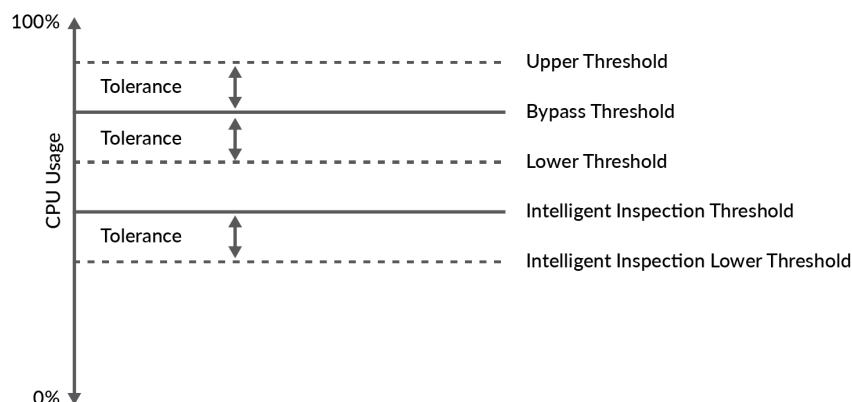 100%
Upper Threshold
Tolerance
Bypass Threshold
Tolerance
Lower Threshold
CPU Usage
Intelligent Inspection Threshold
Tolerance
Intelligent Inspection Lower Threshold
0%